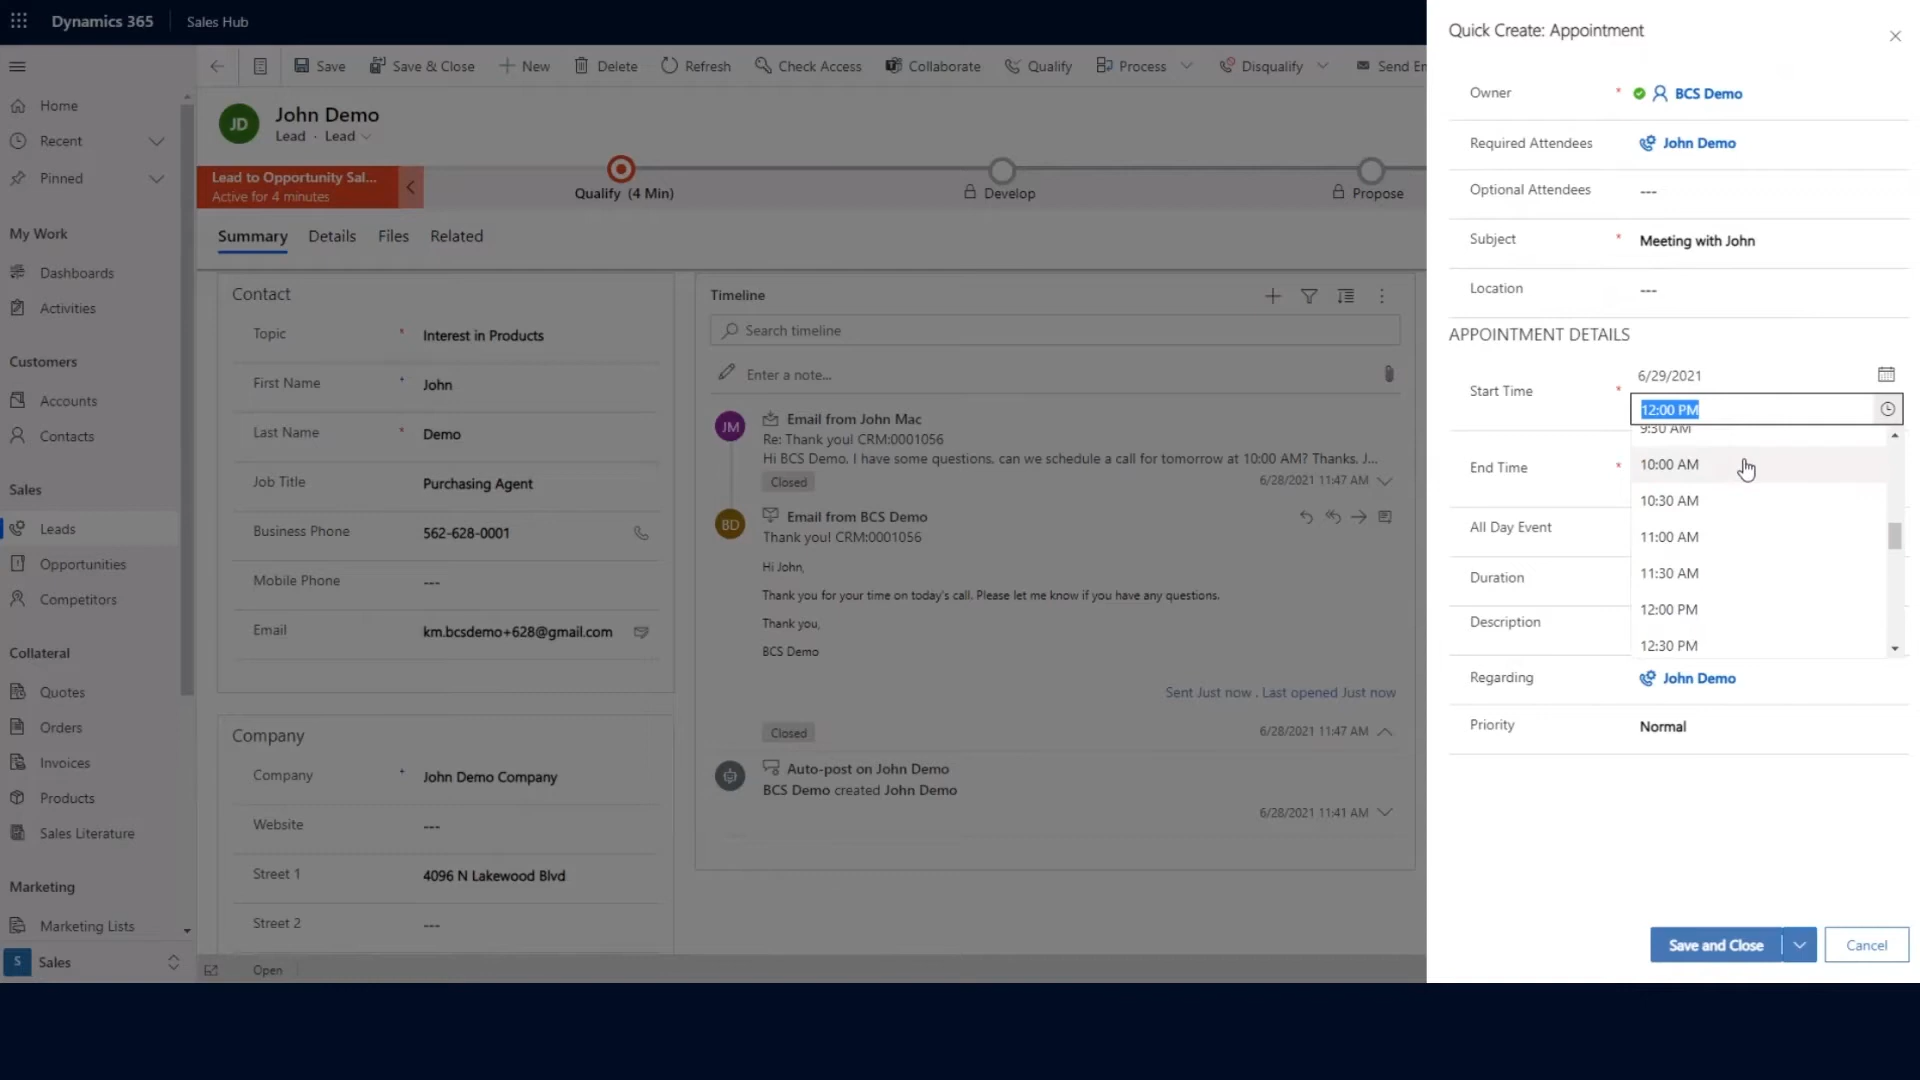 Dynamics 365
Sales Hub
Save
Save & Close
New
Delete
Refresh
Check Access
Collaborate
Qualify
Process
Disqualify
Send Em
Home
Recent
Pinned
My Work
Dashboards
Activities
Customers
Accounts
Contacts
Sales
Leads
Opportunities
Competitors
Collateral
Quotes
Orders
Invoices
Products
Sales Literature
Marketing
Marketing Lists
S Sales
JD
John Demo
Lead · Lead
Lead to Opportunity Sal...
Active for 4 minutes
Qualify (4 Min)
Develop
Propose
Summary
Details
Files
Related
Contact
Topic * Interest in Products
First Name + John
Last Name * Demo
Job Title Purchasing Agent
Business Phone 562-628-0001
Mobile Phone ---
Email km.bcsdemo+628@gmail.com
Company
Company + John Demo Company
Website ---
Street 1 4096 N Lakewood Blvd
Street 2 ---
Open
Timeline
Search timeline
Enter a note...
JM
Email from John Mac
Re: Thank you! CRM:0001056
Hi BCS Demo, I have some questions, can we schedule a call for tomorrow at 10:00 AM? Thanks, J...
Closed
6/28/2021 11:47 AM
BD
Email from BCS Demo
Thank you! CRM:0001056
Hi John,
Thank you for your time on today's call. Please let me know if you have any questions.
Thank you,
BCS Demo
Sent Just now . Last opened Just now
Closed
6/28/2021 11:47 AM
Auto-post on John Demo
BCS Demo created John Demo
6/28/2021 11:41 AM
Quick Create: Appointment
Owner * BCS Demo
Required Attendees John Demo
Optional Attendees ---
Subject * Meeting with John
Location ---
APPOINTMENT DETAILS
Start Time * 6/29/2021
12:00 PM
9:30 AM
10:00 AM
10:30 AM
11:00 AM
11:30 AM
12:00 PM
12:30 PM
End Time *
All Day Event
Duration
Description
Regarding John Demo
Priority Normal
Save and Close
Cancel